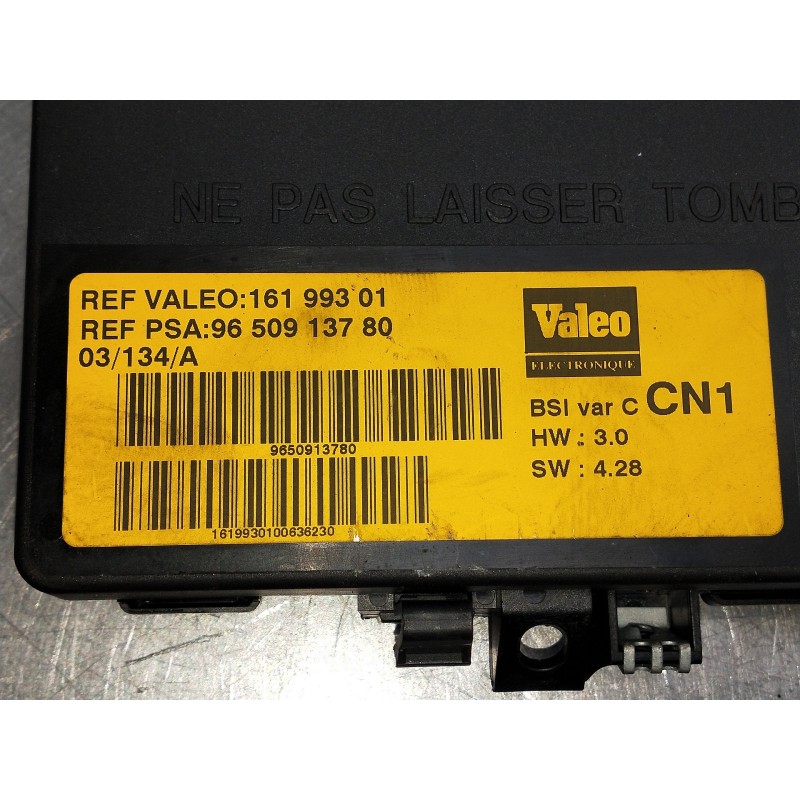 NE PAS LAISSER TOMB
REF VALEO:161 993 01
REF PSA:96 509 137 80
03/134/A
9650913780
1619930100636230
Valeo
ELECTRONIQUE
BSI var C CN1
HW : 3.0
SW : 4.28